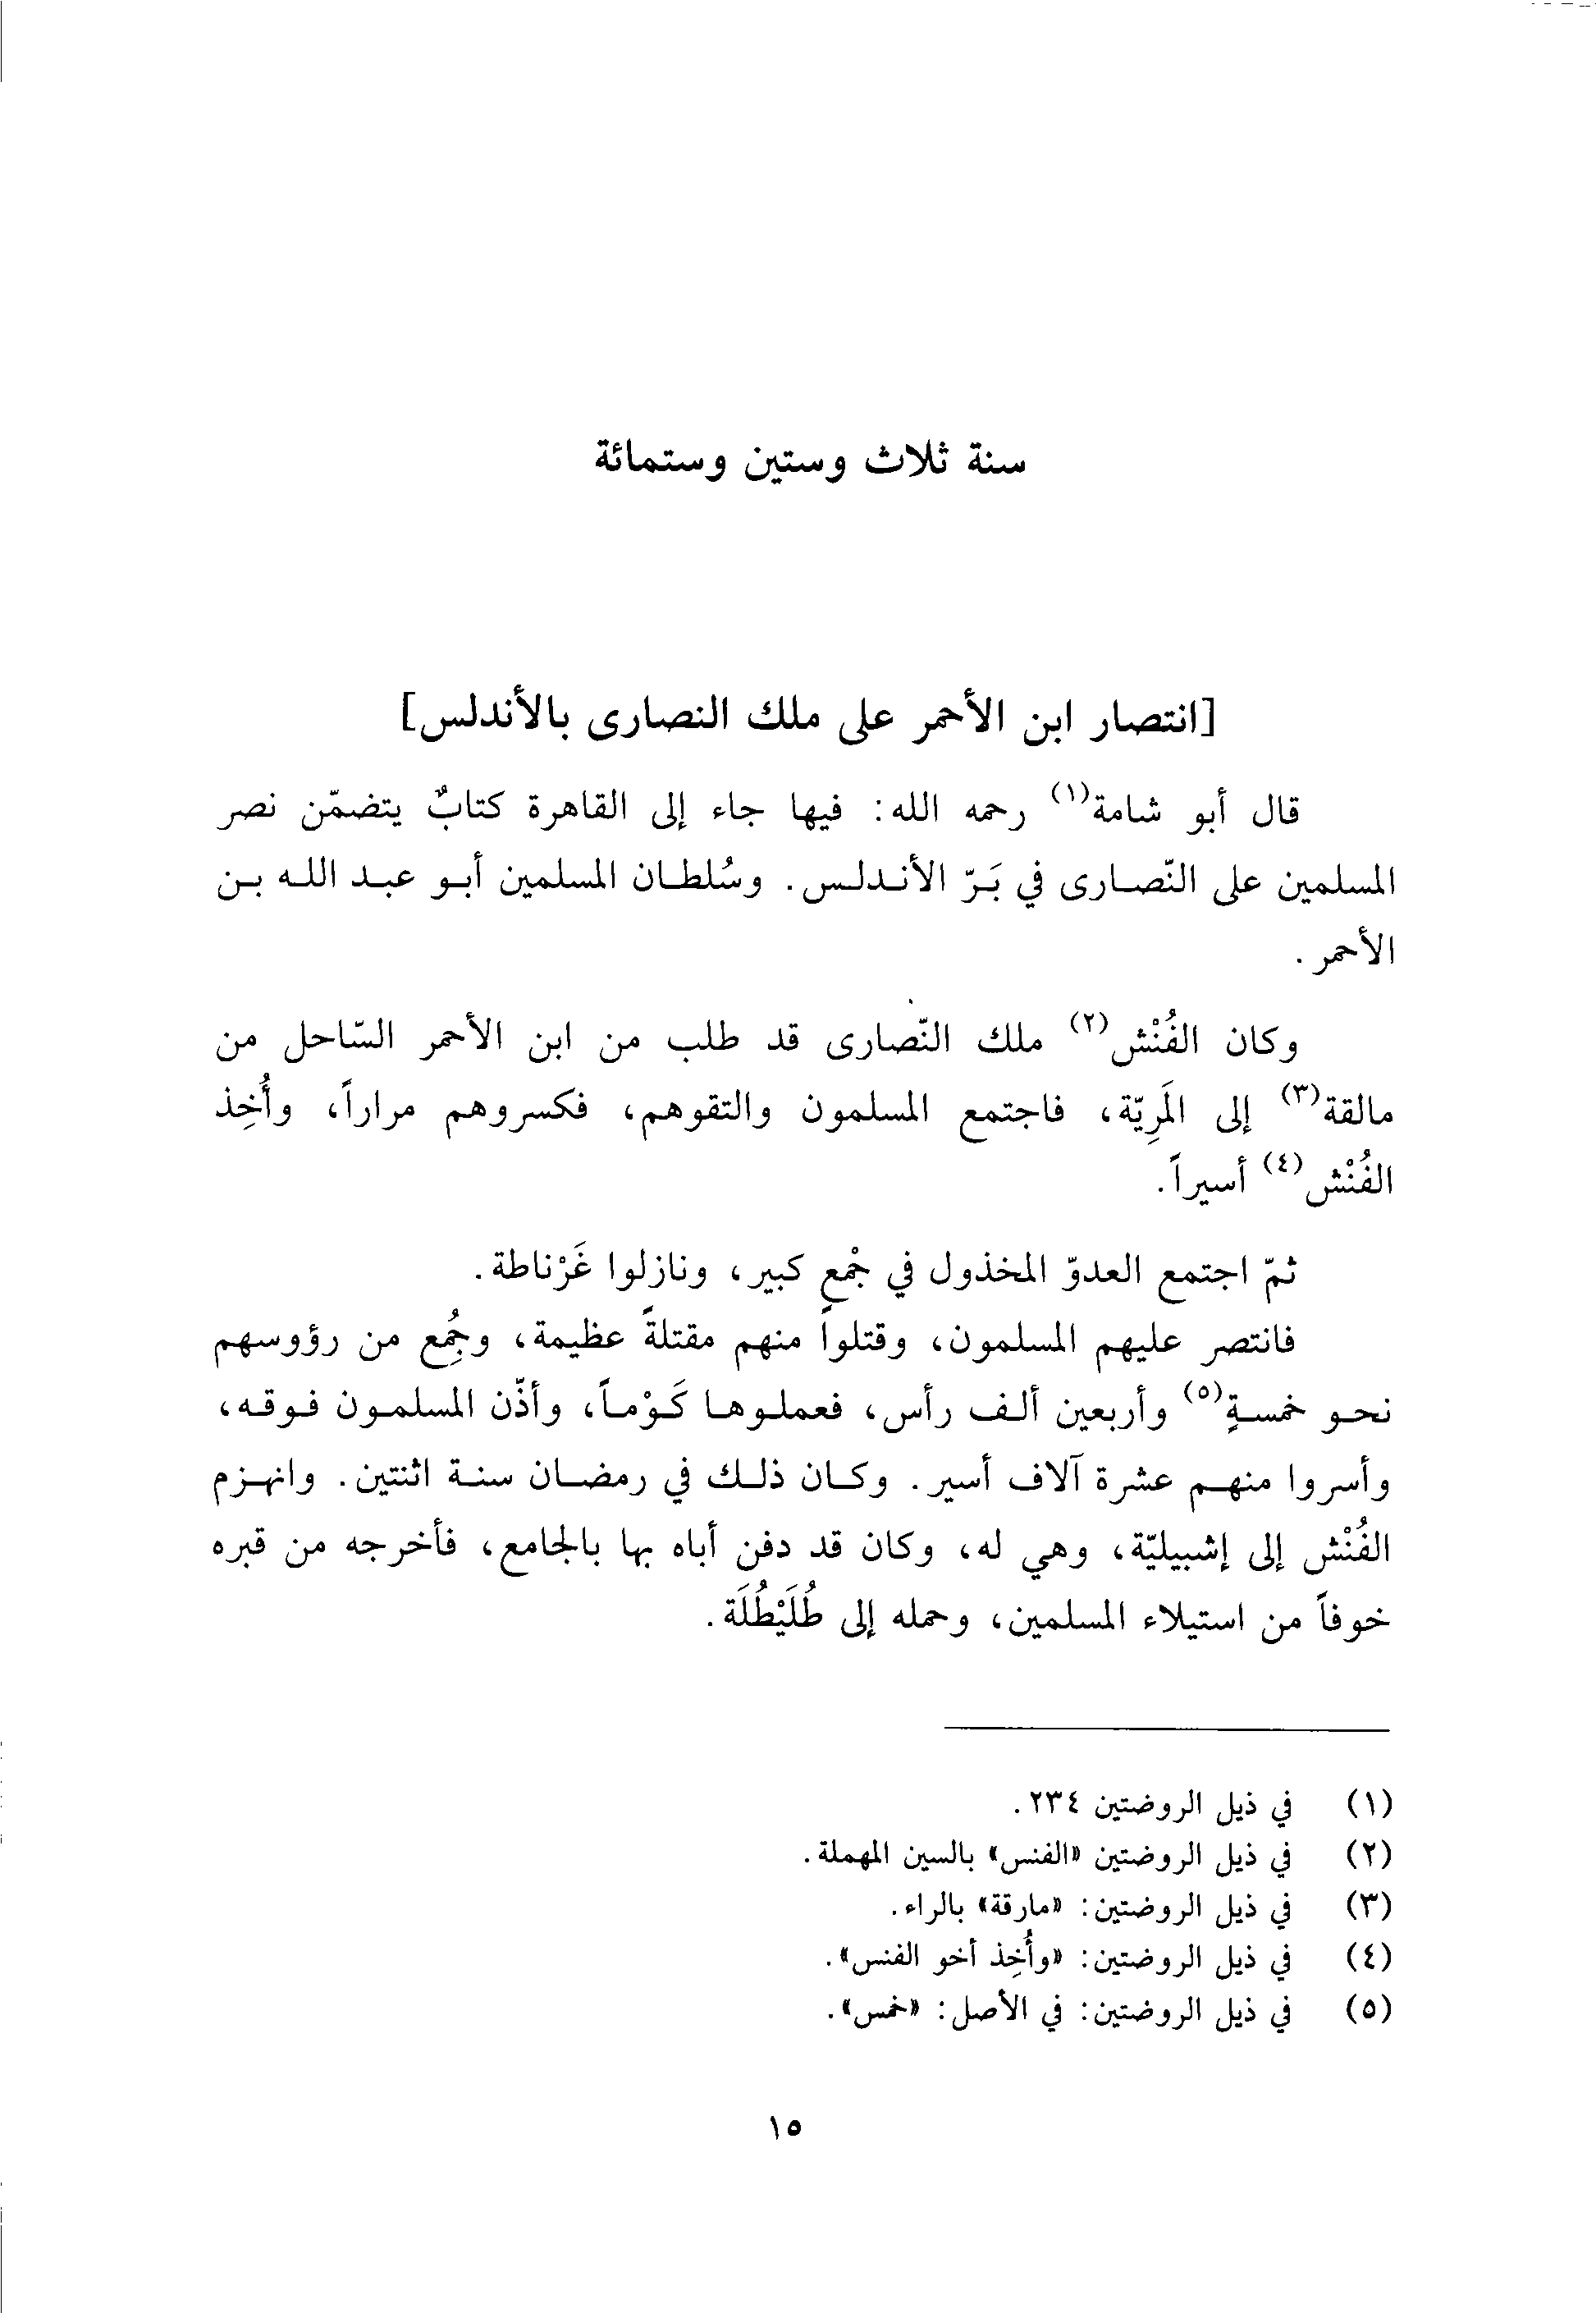 سنة ثلاث وستين وستمائة
[انتصار ابن الأحمر على ملك النصارى بالأندلس]
قال أبو شامة(١) رحمه الله: فيها جاء إلى القاهرة كتابٌ يتضمّن نصر
المسلمين على النّصارى في بَرّ الأندلس. وسُلطان المسلمين أبو عبد الله بن
الأحمر.
وكان الفُنْش(٢) ملك النّصارى قد طلب من ابن الأحمر السّاحل من
مالقة(٣) إلى المَرِيّة، فاجتمع المسلمون والتقوهم، فكسروهم مراراً، وأُخِذ
الفُنْش(٤) أسيراً.
ثمّ اجتمع العدوّ المخذول في جْمعٍ كبير، ونازلوا غَرْناطة.
فانتصر عليهم المسلمون، وقتلوا منهم مقتلةً عظيمة، وجُمِع من رؤوسهم
نحو خمسةٍ(٥) وأربعين ألف رأس، فعملوها كَوْماً، وأذّن المسلمون فوقه،
وأسروا منهم عشرة آلاف أسير. وكان ذلك في رمضان سنة اثنتين. وانهزم
الفُنْش إلى إشبيليّة، وهي له، وكان قد دفن أباه بها بالجامع، فأخرجه من قبره
خوفاً من استيلاء المسلمين، وحمله إلى طُلَيْطُلَة.
(١) في ذيل الروضتين ٢٣٤.
(٢) في ذيل الروضتين «الفنس» بالسين المهملة.
(٣) في ذيل الروضتين: «مارقة» بالراء.
(٤) في ذيل الروضتين: «وأُخِذ أخو الفنس».
(٥) في ذيل الروضتين: في الأصل: «خمس».
١٥